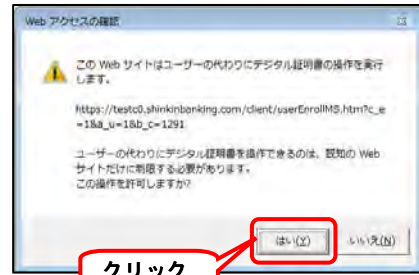 Web アクセスの確認
この Web サイトはユーザーの代わりにデジタル証明書の操作を実行
します。
https://testc0.shinkinbanking.com/client/userEnrollMS.htm?c_e
=1&a_u=1&b_c=1291
ユーザーの代わりにデジタル証明書を操作できるのは、既知の Web
サイトだけに制限する必要があります。
この操作を許可しますか?
はい(Y) いいえ(N)
クリック